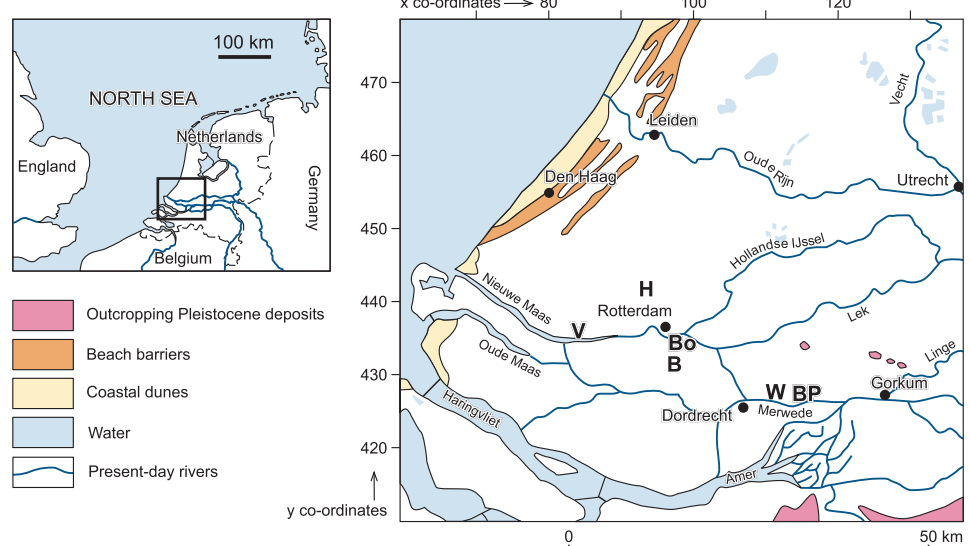 x co-ordinates → 80 100 120
100 km
NORTH SEA
Netherlands
England
Germany
Belgium
Outcropping Pleistocene deposits
Beach barriers
Coastal dunes
Water
Present-day rivers
y co-ordinates
470
460
450
440
430
420
Vecht
Leiden
Oude Rijn
Utrecht
Den Haag
Hollandse IJssel
Nieuwe Maas
H
Rotterdam
V
Bo
B
Lek
Oude Maas
Linge
Gorkum
W BP
Haringvliet
Dordrecht
Merwede
Amer
0 50 km